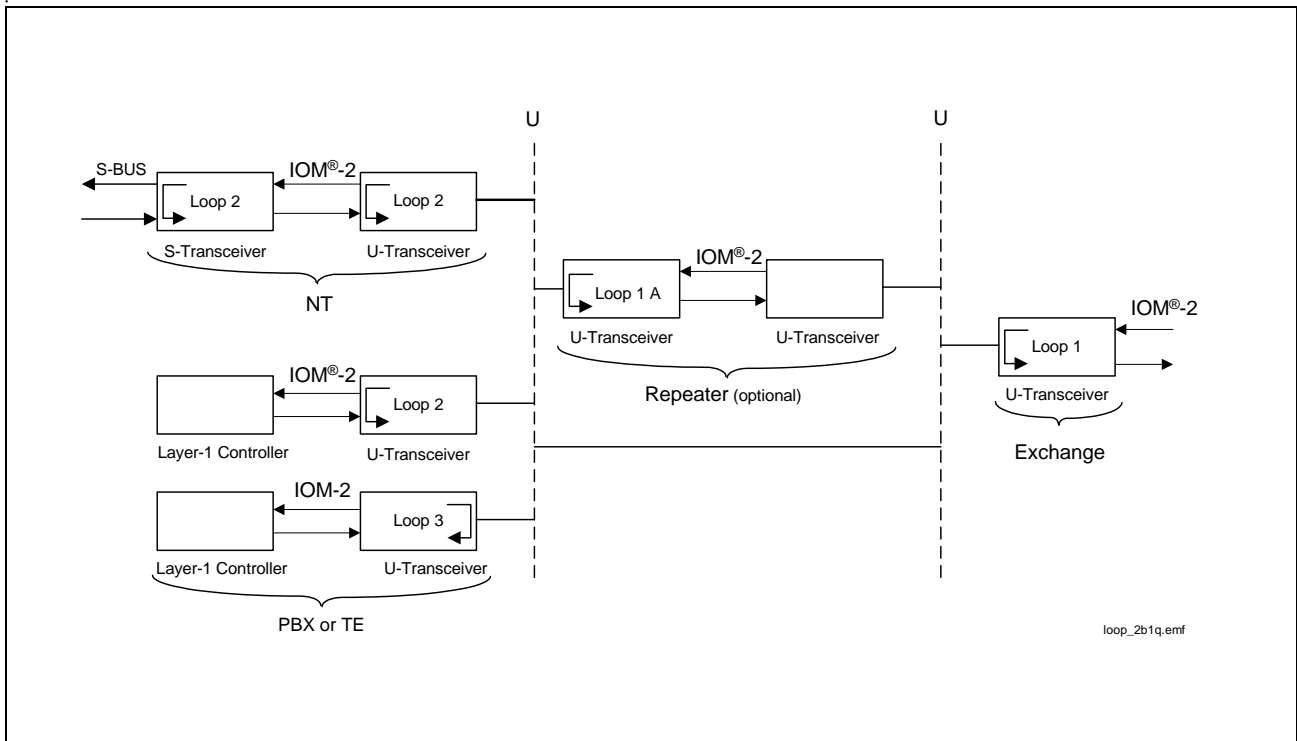 U
U
S-BUS
IOM®-2
Loop 2
Loop 2
S-Transceiver
U-Transceiver
NT
IOM®-2
Loop 1 A
U-Transceiver
U-Transceiver
Repeater (optional)
IOM®-2
Loop 1
U-Transceiver
Exchange
IOM®-2
Loop 2
Layer-1 Controller
U-Transceiver
IOM-2
Loop 3
Layer-1 Controller
U-Transceiver
PBX or TE
loop_2b1q.emf